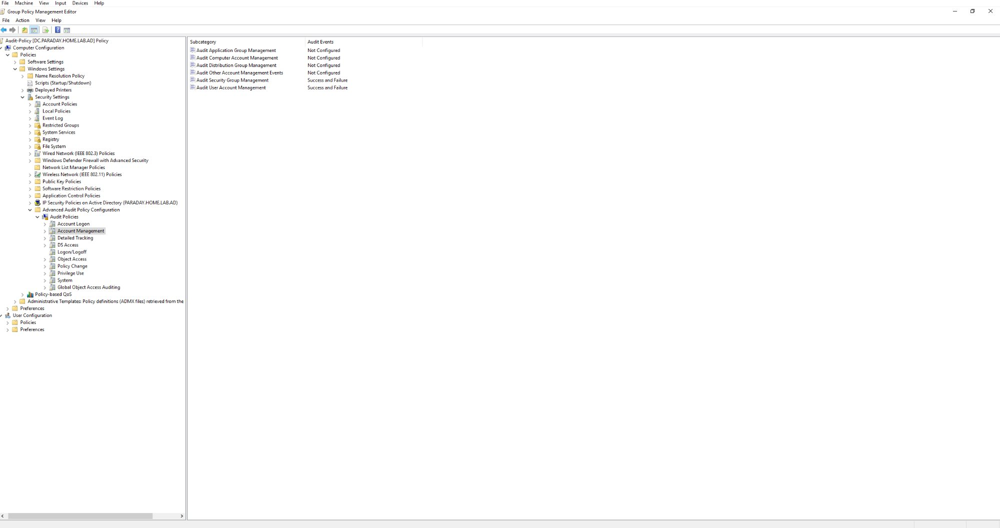 File Machine View Input Devices Help
Group Policy Management Editor
File Action View Help
Audit-Policy [DC.PARADAY.HOME.LAB.AD] Policy
Computer Configuration
Policies
Software Settings
Windows Settings
Name Resolution Policy
Scripts (Startup/Shutdown)
Deployed Printers
Security Settings
Account Policies
Local Policies
Event Log
Restricted Groups
System Services
Registry
File System
Wired Network (IEEE 802.3) Policies
Windows Defender Firewall with Advanced Security
Network List Manager Policies
Wireless Network (IEEE 802.11) Policies
Public Key Policies
Software Restriction Policies
Application Control Policies
IP Security Policies on Active Directory (PARADAY.HOME.LAB.AD)
Advanced Audit Policy Configuration
Audit Policies
Account Logon
Account Management
Detailed Tracking
DS Access
Logon/Logoff
Object Access
Policy Change
Privilege Use
System
Global Object Access Auditing
Policy-based QoS
Administrative Templates: Policy definitions (ADMX files) retrieved from the
Preferences
User Configuration
Policies
Preferences
Subcategory Audit Events
Audit Application Group Management Not Configured
Audit Computer Account Management Not Configured
Audit Distribution Group Management Not Configured
Audit Other Account Management Events Not Configured
Audit Security Group Management Success and Failure
Audit User Account Management Success and Failure